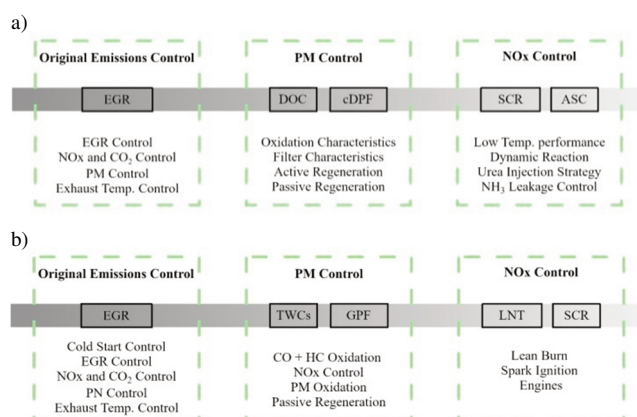 a)
Original Emissions Control
EGR
EGR Control
NOx and CO₂ Control
PM Control
Exhaust Temp. Control
PM Control
DOC
cDPF
Oxidation Characteristics
Filter Characteristics
Active Regeneration
Passive Regeneration
NOx Control
SCR
ASC
Low Temp. performance
Dynamic Reaction
Urea Injection Strategy
NH₃ Leakage Control
b)
Original Emissions Control
EGR
Cold Start Control
EGR Control
NOx and CO₂ Control
PN Control
Exhaust Temp. Control
PM Control
TWCs
GPF
CO + HC Oxidation
NOx Control
PM Oxidation
Passive Regeneration
NOx Control
LNT
SCR
Lean Burn
Spark Ignition
Engines